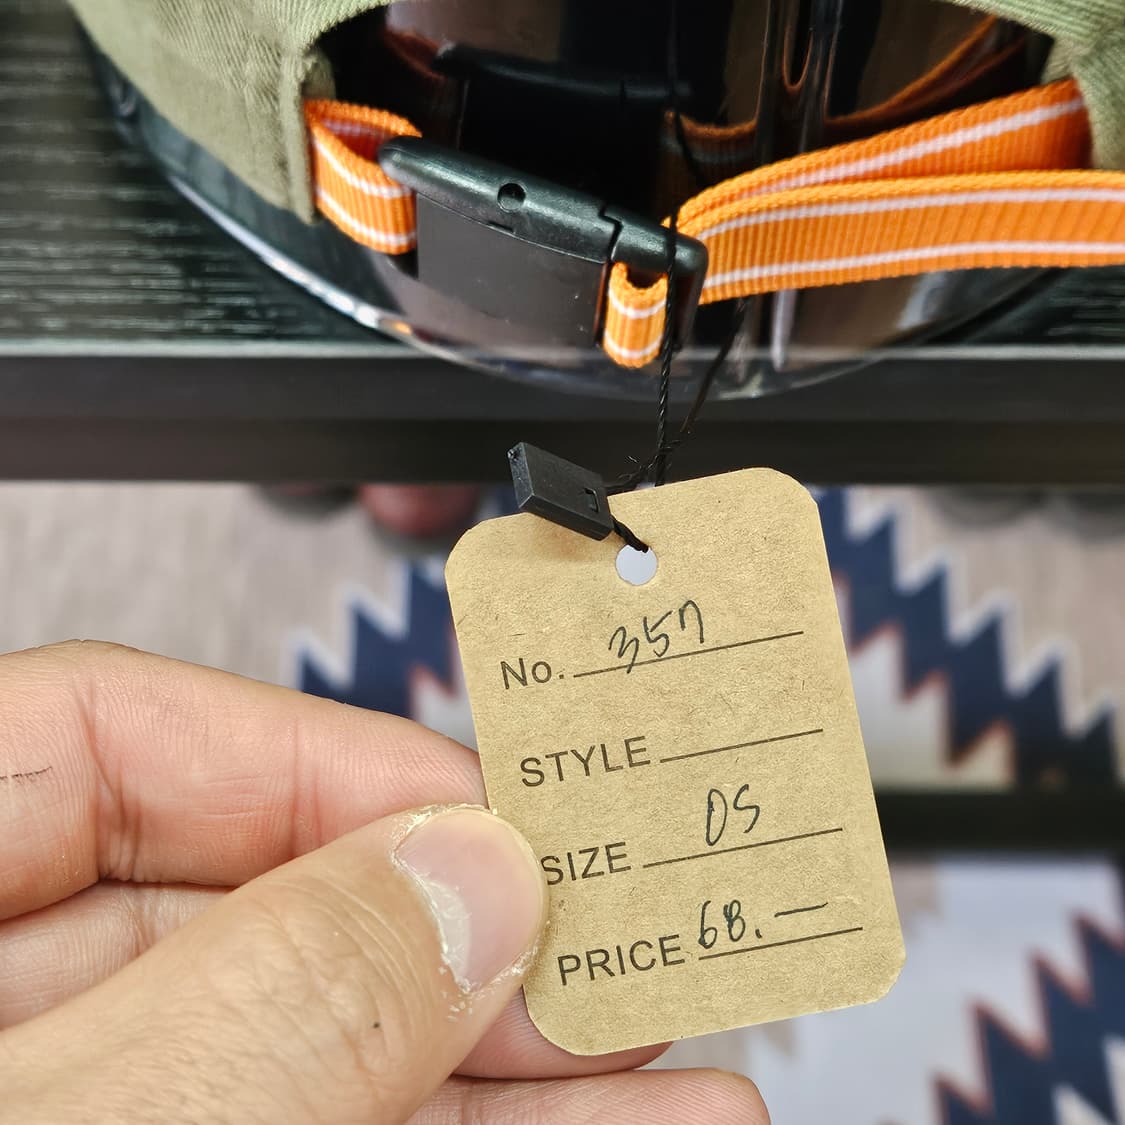 No. 357
STYLE
SIZE OS
PRICE 68.—